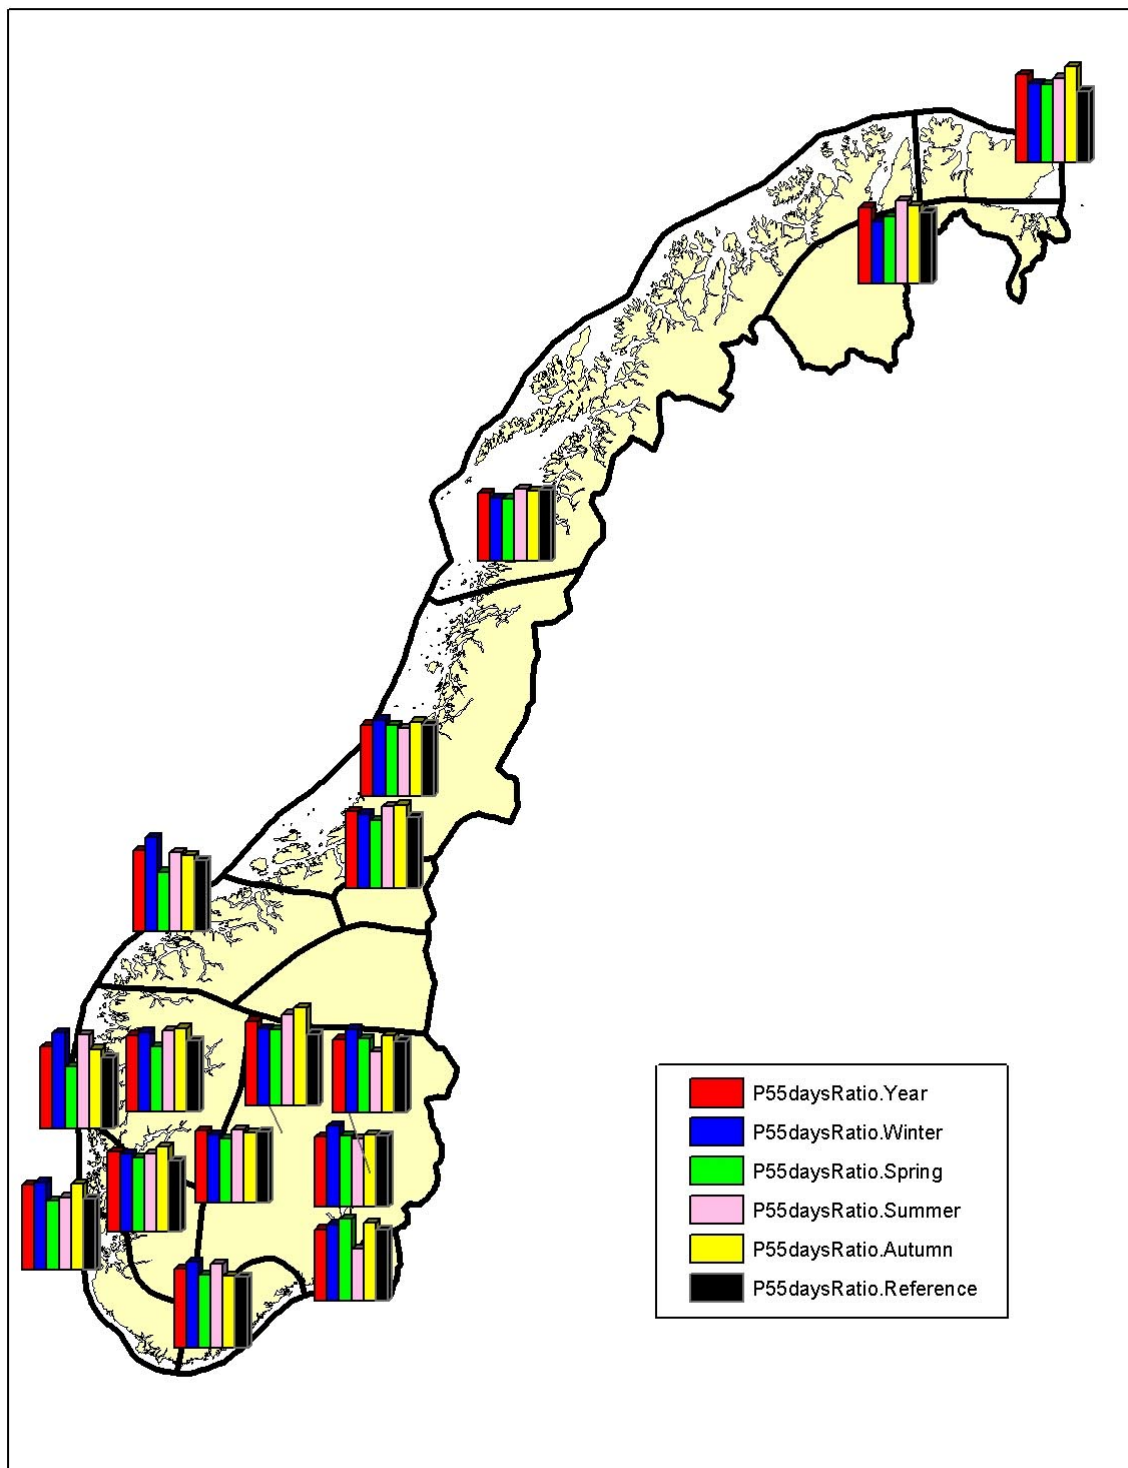 P55daysRatio.Year
P55daysRatio.Winter
P55daysRatio.Spring
P55daysRatio.Summer
P55daysRatio.Autumn
P55daysRatio.Reference